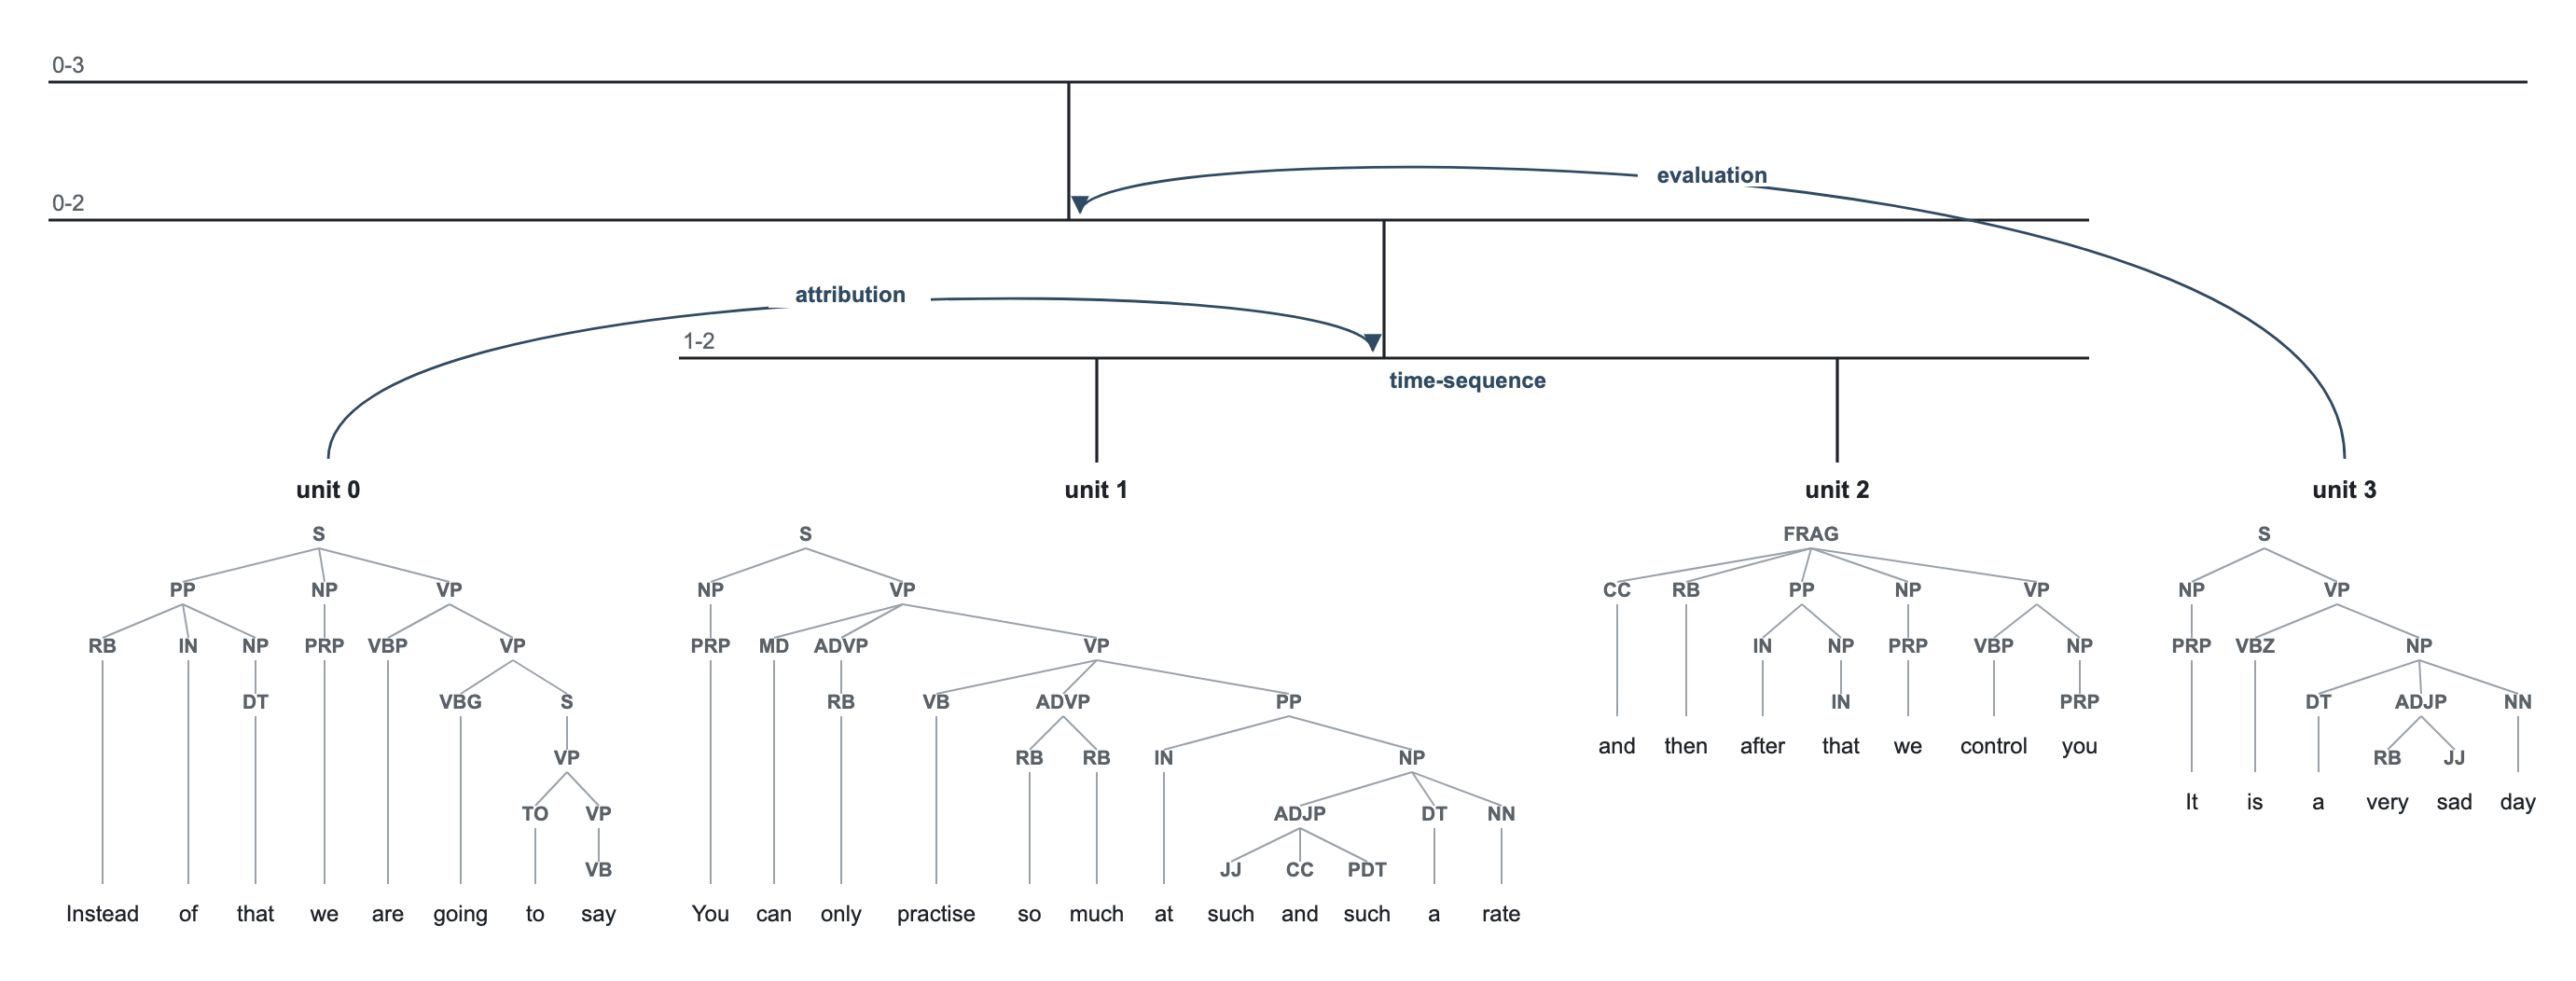 0-3
evaluation
0-2
attribution
1-2
time-sequence
unit 0 unit 1 unit 2 unit 3
S S FRAG S
PP NP VP NP VP CC RB PP NP VP NP VP
RB IN NP PRP VBP VP PRP MD ADVP VP IN NP PRP VBP NP PRP VBZ NP
DT VBG S RB VB ADVP PP IN PRP DT ADJP NN
and then after that we control you
VP RB RB IN NP RB JJ
It is a very sad day
TO VP ADJP DT NN
VB JJ CC PDT
Instead of that we are going to say You can only practise so much at such and such a rate